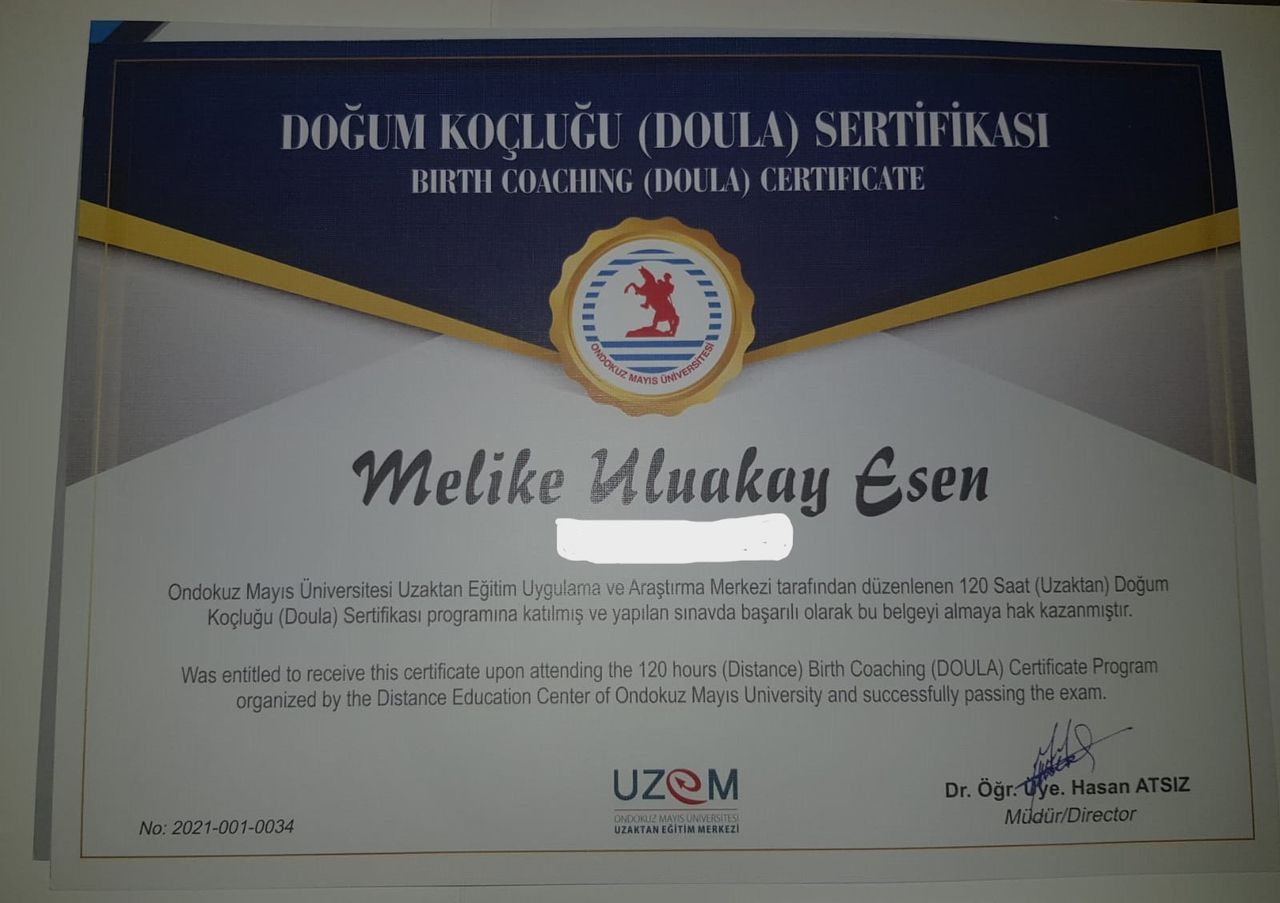 DOĞUM KOÇLUĞU (DOULA) SERTİFİKASI
BIRTH COACHING (DOULA) CERTIFICATE
ONDOKUZ MAYIS ÜNİVERSİTESİ
Melike Uluakay Esen
Ondokuz Mayıs Üniversitesi Uzaktan Eğitim Uygulama ve Araştırma Merkezi tarafından düzenlenen 120 Saat (Uzaktan) Doğum
Koçluğu (Doula) Sertifikası programına katılmış ve yapılan sınavda başarılı olarak bu belgeyi almaya hak kazanmıştır.
Was entitled to receive this certificate upon attending the 120 hours (Distance) Birth Coaching (DOULA) Certificate Program
organized by the Distance Education Center of Ondokuz Mayıs University and successfully passing the exam.
No: 2021-001-0034
UZEM
ONDOKUZ MAYIS ÜNİVERSİTESİ
UZAKTAN EĞİTİM MERKEZİ
Dr. Öğr. Üye. Hasan ATSIZ
Müdür/Director